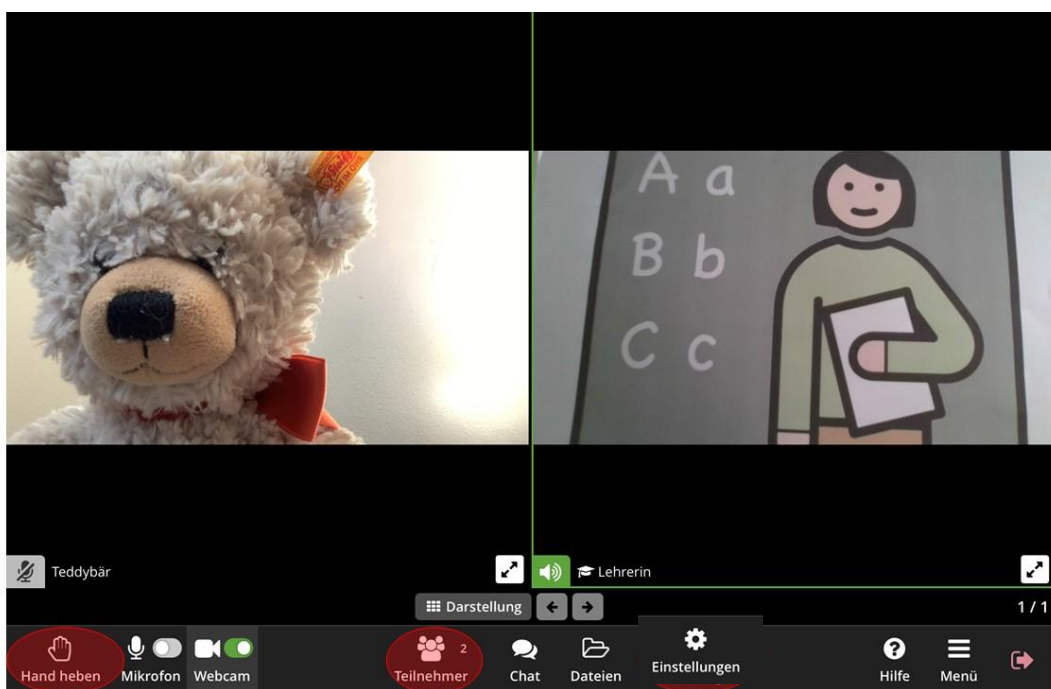 A a
B b
C c
Teddybär
Lehrerin
Darstellung
1 / 1
Hand heben
Mikrofon
Webcam
Teilnehmer
2
Chat
Dateien
Einstellungen
Hilfe
Menü